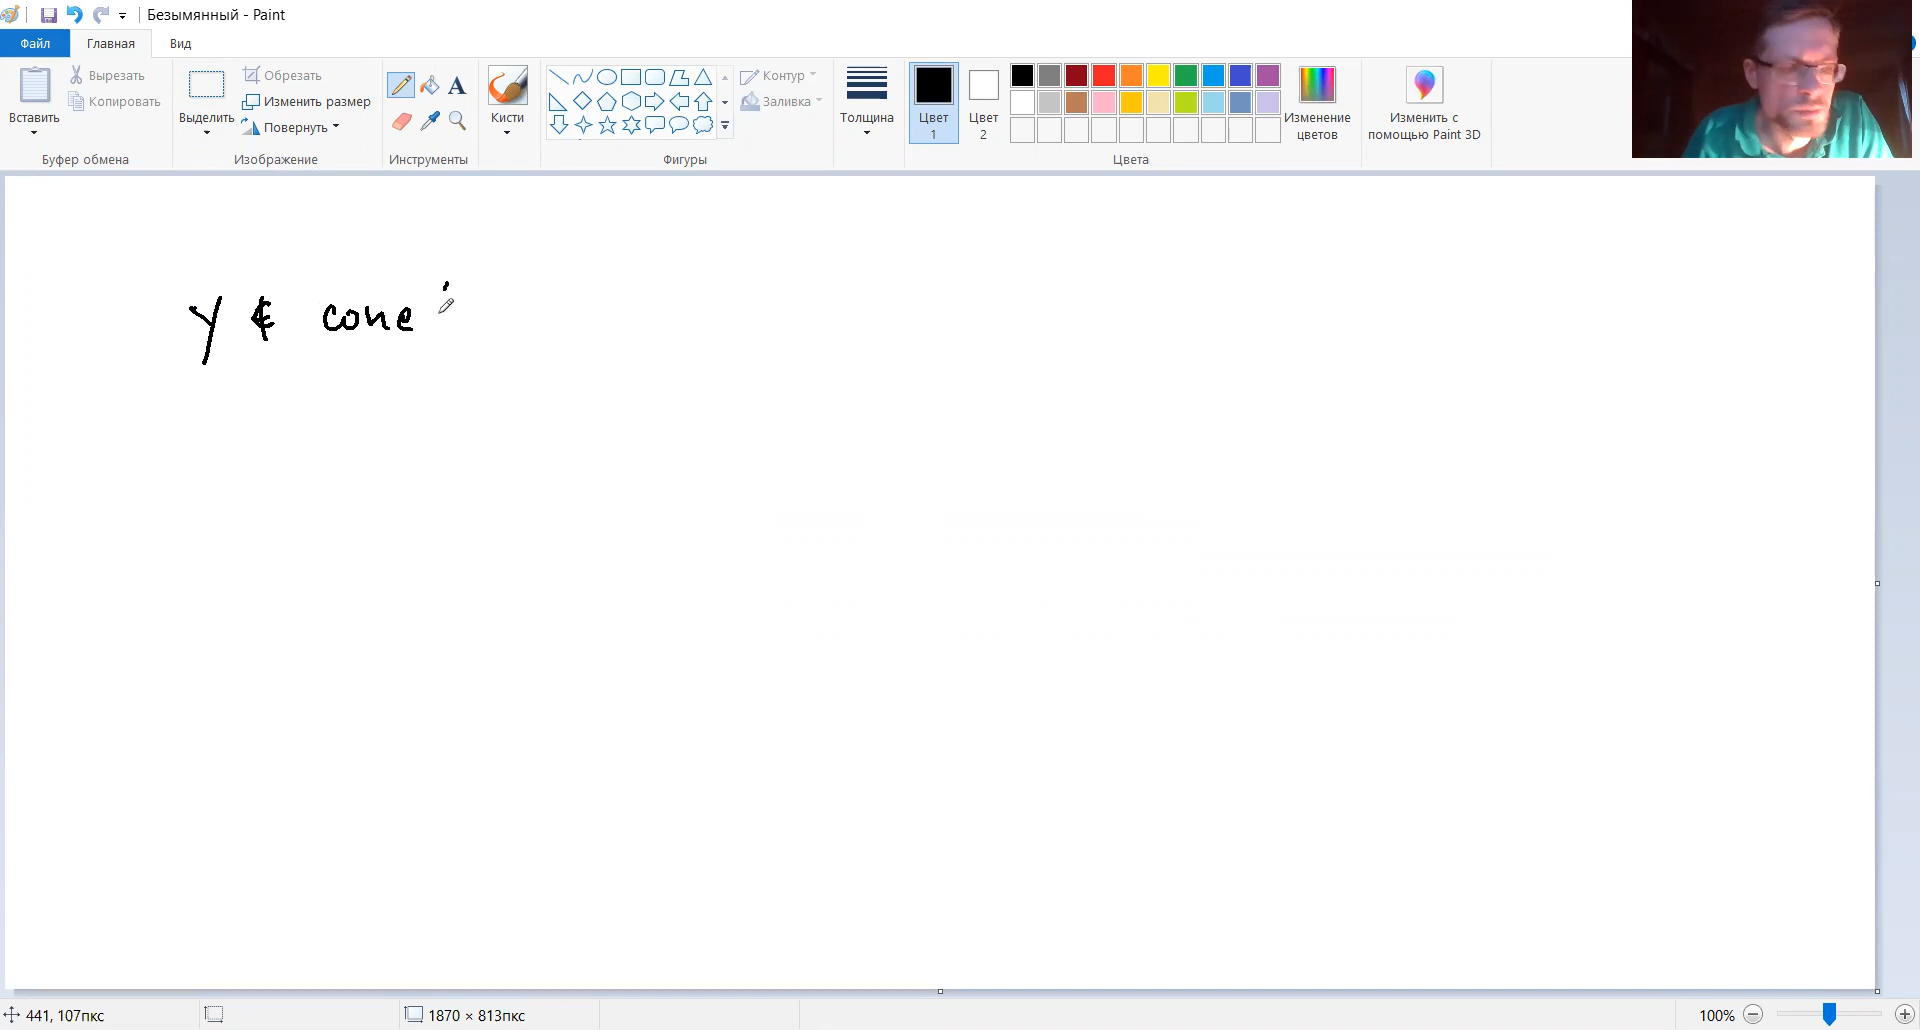 Безымянный - Paint
Файл Главная Вид
Вставить
Вырезать
Копировать
Буфер обмена
Выделить
Обрезать
Изменить размер
Повернуть
Изображение
A
Инструменты
Кисти
Фигуры
Контур
Заливка
Толщина
Цвет 1
Цвет 2
Изменение цветов
Цвета
Изменить с помощью Paint 3D
y ∉ cone
441, 107пкс 1870 × 813пкс 100%